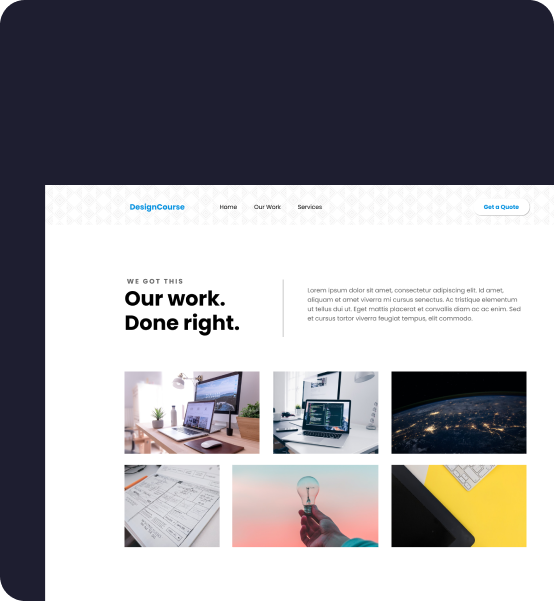 DesignCourse
Home
Our Work
Services
Get a Quote
WE GOT THIS
Our work.
Done right.
Lorem ipsum dolor sit amet, consectetur adipiscing elit. Id amet,
aliquam et amet viverra mi cursus senectus. Ac tristique elementum
ut tellus dui ut. Eget mattis placerat et convallis diam ac ac enim. Sed
et cursus tortor viverra feugiat tempus, elit commodo.